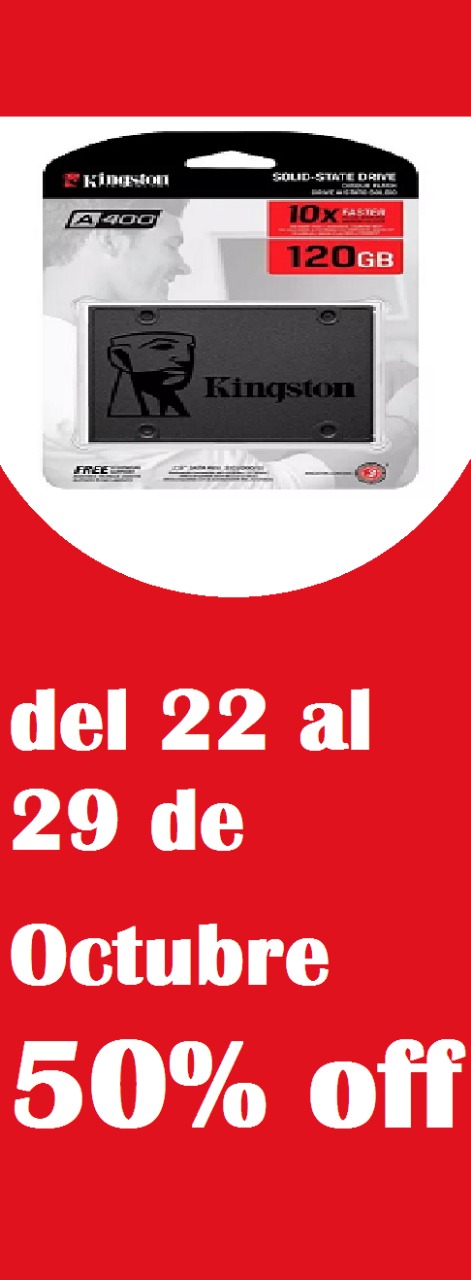 Kingston
SOLID-STATE DRIVE
A400
10x FASTER
120GB
Kingston
FREE
del 22 al
29 de
Octubre
50% off